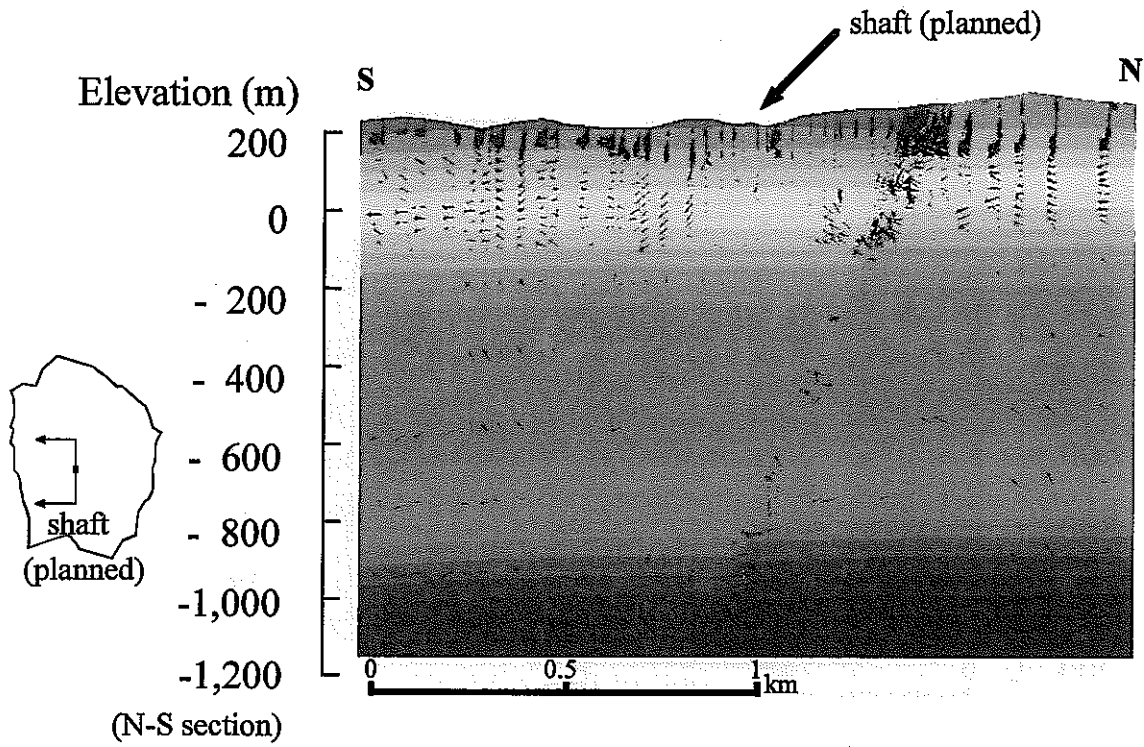 shaft (planned)
S
N
Elevation (m)
200
0
- 200
- 400
- 600
- 800
-1,000
-1,200
shaft
(planned)
0
0.5
1
km
(N-S section)